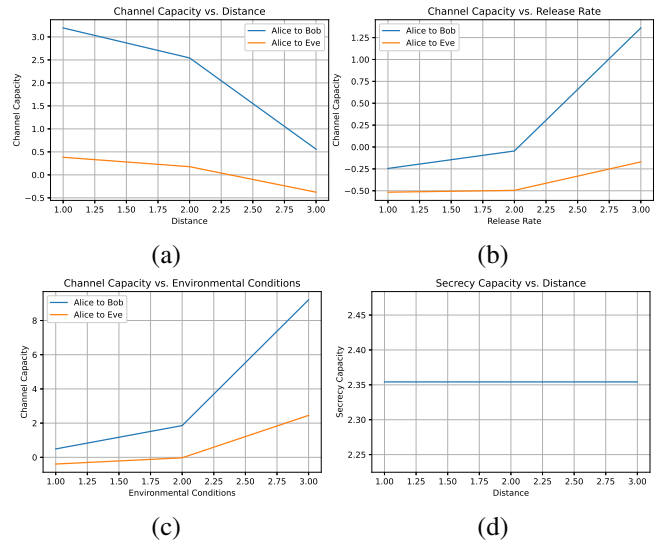 Channel Capacity vs. Distance
Channel Capacity
3.0
2.5
2.0
1.5
1.0
0.5
0.0
−0.5
Alice to Bob
Alice to Eve
1.00 1.25 1.50 1.75 2.00 2.25 2.50 2.75 3.00
Distance
(a)
Channel Capacity vs. Release Rate
Channel Capacity
1.25
1.00
0.75
0.50
0.25
0.00
−0.25
−0.50
Alice to Bob
Alice to Eve
1.00 1.25 1.50 1.75 2.00 2.25 2.50 2.75 3.00
Release Rate
(b)
Channel Capacity vs. Environmental Conditions
Channel Capacity
8
6
4
2
0
Alice to Bob
Alice to Eve
1.00 1.25 1.50 1.75 2.00 2.25 2.50 2.75 3.00
Environmental Conditions
(c)
Secrecy Capacity vs. Distance
Secrecy Capacity
2.45
2.40
2.35
2.30
2.25
1.00 1.25 1.50 1.75 2.00 2.25 2.50 2.75 3.00
Distance
(d)